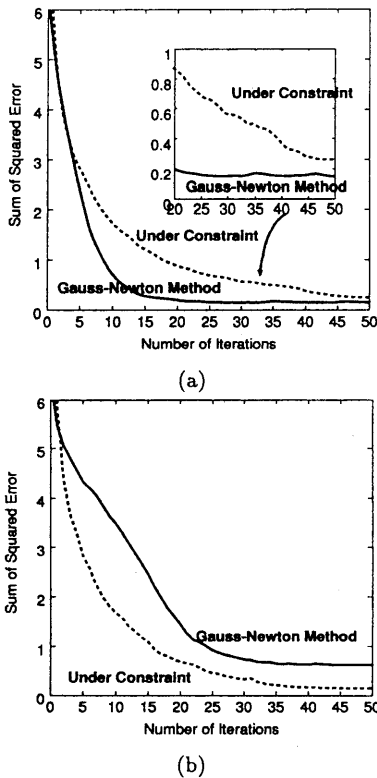 6
5
4
3
2
1
0
Sum of Squared Error
0 5 10 15 20 25 30 35 40 45 50
Number of Iterations
Under Constraint
Gauss-Newton Method
1
0.8
0.6
0.4
0.2
0
20 25 30 35 40 45 50
Under Constraint
Gauss-Newton Method
(a)
6
5
4
3
2
1
0
Sum of Squared Error
Gauss-Newton Method
Under Constraint
0 5 10 15 20 25 30 35 40 45 50
Number of Iterations
(b)